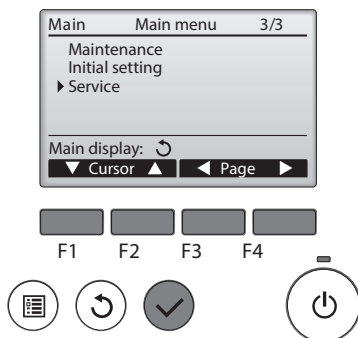 Main Main menu 3/3
Maintenance
Initial setting
Service
Main display:
Cursor Page
F1 F2 F3 F4